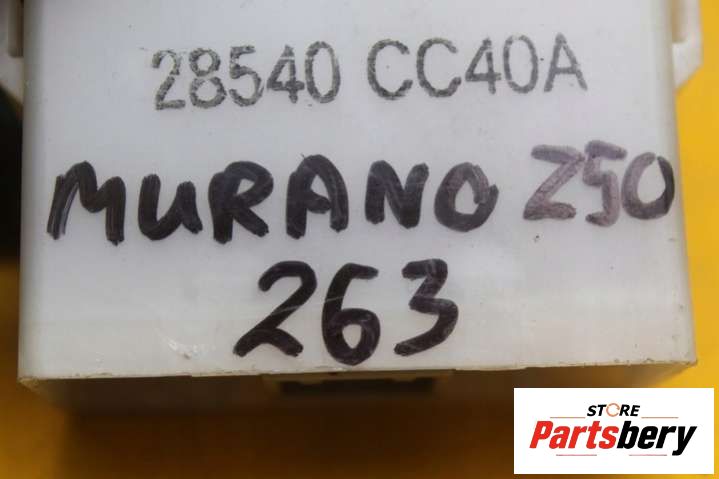 28540 CC40A
MURANO Z50
263
STORE
Partsbery